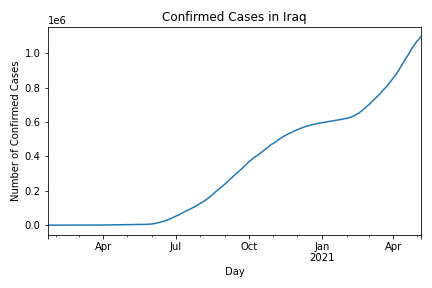 Confirmed Cases in Iraq
1e6
Number of Confirmed Cases
1.0
0.8
0.6
0.4
0.2
0.0
Apr Jul Oct Jan Apr
2021
Day